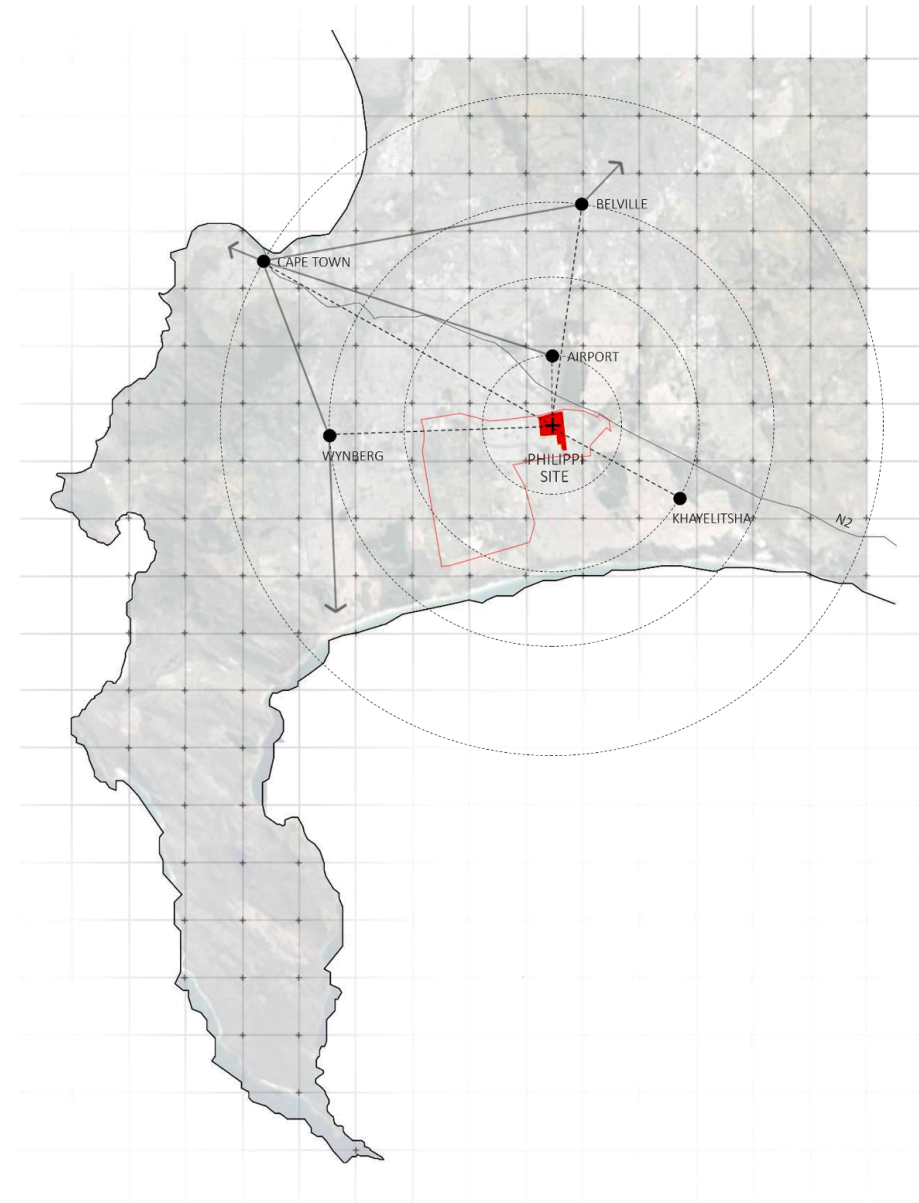 BELVILLE
CAPE TOWN
AIRPORT
WYNBERG
PHILIPPI
SITE
KHAYELITSHA
N2